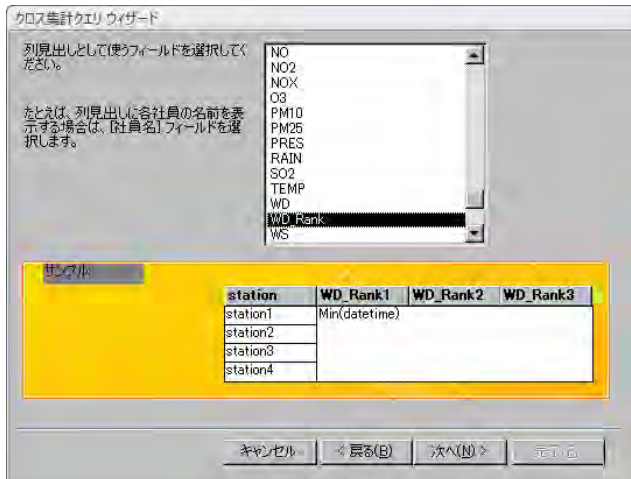 クロス集計クエリ ウィザード
列見出しとして使うフィールドを選択してく
ださい。
たとえば、列見出しに各社員の名前を表
示する場合は、[社員名] フィールドを選
択します。
NO
NO2
NOX
O3
PM10
PM25
PRES
RAIN
SO2
TEMP
WD
WD_Rank
WS
サンプル:
station WD_Rank1 WD_Rank2 WD_Rank3
station1 Min(datetime)
station2
station3
station4
キャンセル < 戻る(B) 次へ(N) > 完了(F)